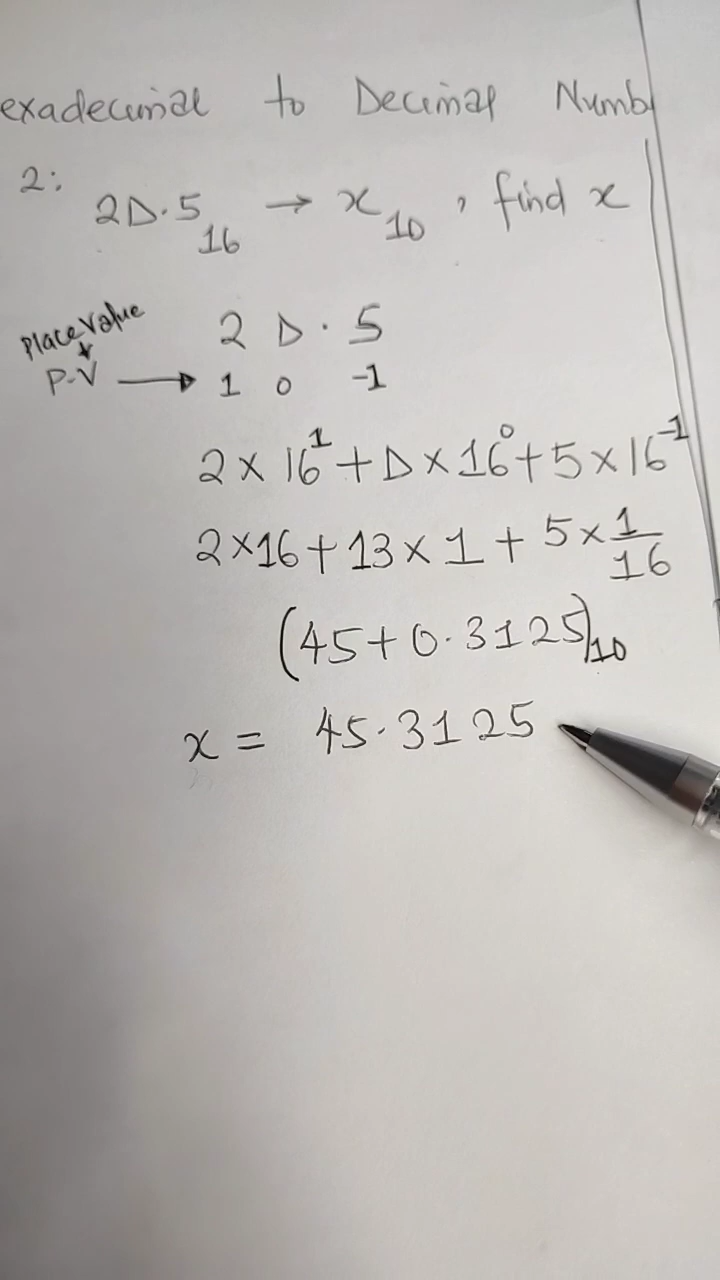 exadecimal to Decimal Numb
2:
2D.5₁₆ → x₁₀ , find x
Place Value
2 D . 5
P.V → 1 0 -1
2 × 16¹ + D × 16⁰ + 5 × 16⁻¹
2×16 + 13 × 1 + 5 × 1/16
(45 + 0.3125)₁₀
x = 45.3125